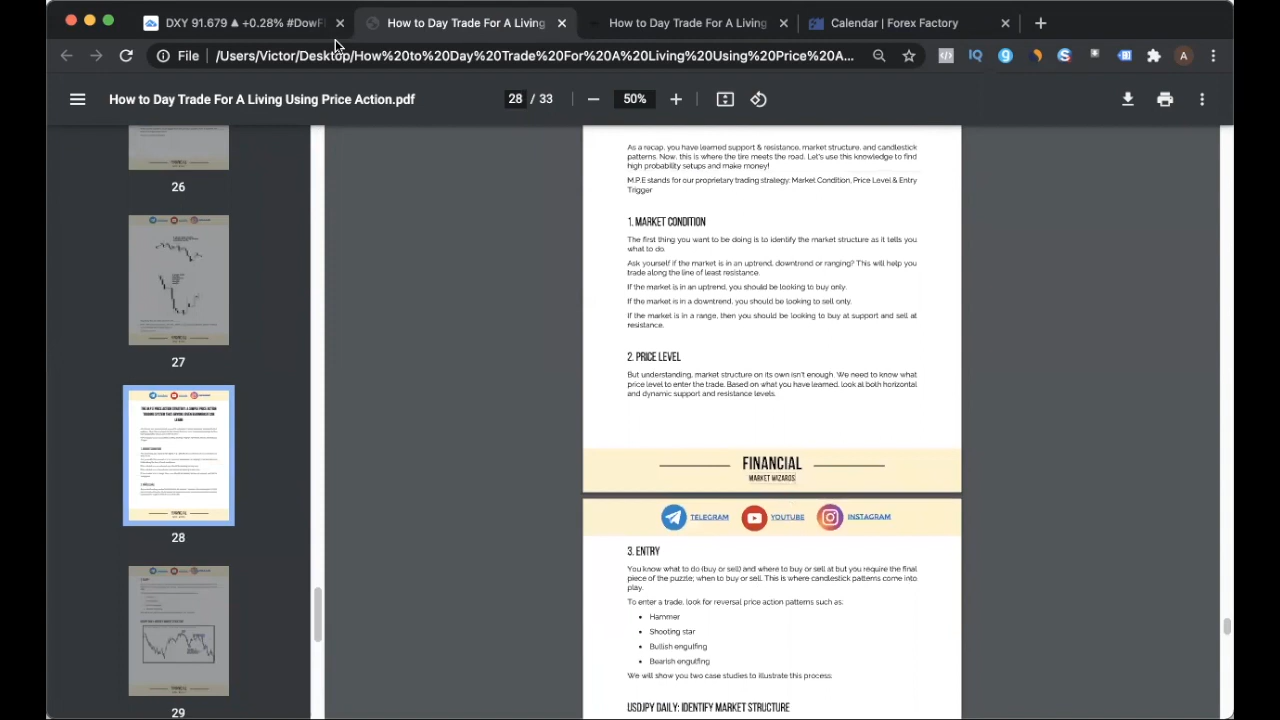 DXY 91.679 ▲ +0.28% #DowF
How to Day Trade For A Living
How to Day Trade For A Living
Calendar | Forex Factory
File
/Users/Victor/Desktop/How%20to%20Day%20Trade%20For%20A%20Living%20Using%20Price%20A...
A
How to Day Trade For A Living Using Price Action.pdf
28 / 33
50%
26
27
28
29
As a recap, you have learned support & resistance, market structure, and candlestick
patterns. Now, this is where the tire meets the road. Let's use this knowledge to find
high probability setups and make money!
M.P.E stands for our proprietary trading strategy: Market Condition, Price Level & Entry
Trigger
1. MARKET CONDITION
The first thing you want to be doing is to identify the market structure as it tells you
what to do.
Ask yourself if the market is in an uptrend, downtrend or ranging? This will help you
trade along the line of least resistance.
If the market is in an uptrend, you should be looking to buy only.
If the market is in a downtrend, you should be looking to sell only.
If the market is in a range, then you should be looking to buy at support and sell at
resistance.
2. PRICE LEVEL
But understanding, market structure on its own isn't enough. We need to know what
price level to enter the trade. Based on what you have learned, look at both horizontal
and dynamic support and resistance levels.
FINANCIAL
MARKET WIZARDS
TELEGRAM
YOUTUBE
INSTAGRAM
3. ENTRY
You know what to do (buy or sell) and where to buy or sell at but you require the final
piece of the puzzle; when to buy or sell. This is where candlestick patterns come into
play.
To enter a trade, look for reversal price action patterns such as:
• Hammer
• Shooting star
• Bullish engulfing
• Bearish engulfing
We will show you two case studies to illustrate this process:
USDJPY DAILY: IDENTIFY MARKET STRUCTURE